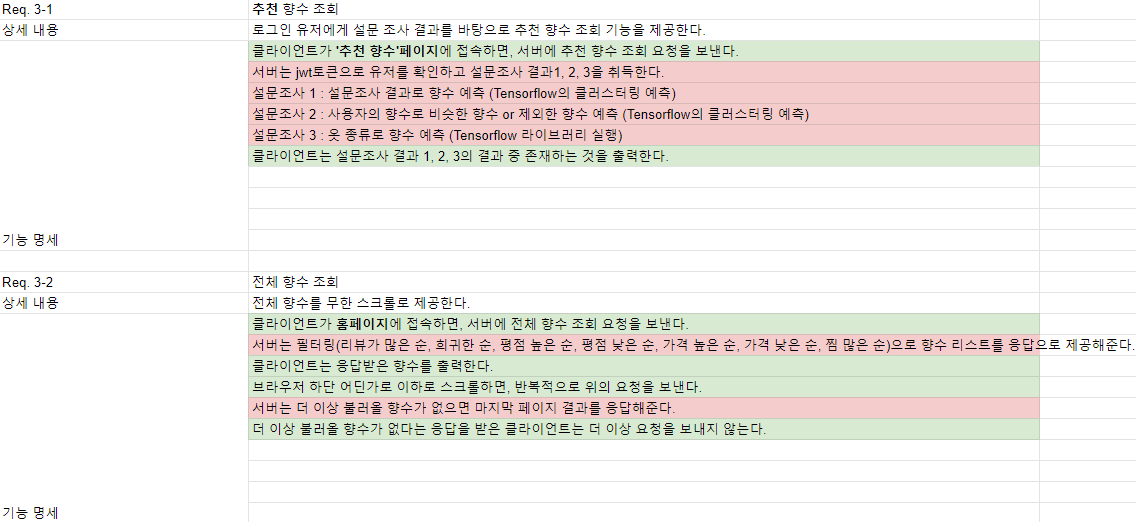 Req. 3-1 추천 향수 조회
상세 내용 로그인 유저에게 설문 조사 결과를 바탕으로 추천 향수 조회 기능을 제공한다.
클라이언트가 '추천 향수'페이지에 접속하면, 서버에 추천 향수 조회 요청을 보낸다.
서버는 jwt토큰으로 유저를 확인하고 설문조사 결과1, 2, 3을 취득한다.
설문조사 1 : 설문조사 결과로 향수 예측 (Tensorflow의 클러스터링 예측)
설문조사 2 : 사용자의 향수로 비슷한 향수 or 제외한 향수 예측 (Tensorflow의 클러스터링 예측)
설문조사 3 : 옷 종류로 향수 예측 (Tensorflow 라이브러리 실행)
클라이언트는 설문조사 결과 1, 2, 3의 결과 중 존재하는 것을 출력한다.
기능 명세
Req. 3-2 전체 향수 조회
상세 내용 전체 향수를 무한 스크롤로 제공한다.
클라이언트가 홈페이지에 접속하면, 서버에 전체 향수 조회 요청을 보낸다.
서버는 필터링(리뷰가 많은 순, 희귀한 순, 평점 높은 순, 평점 낮은 순, 가격 높은 순, 가격 낮은 순, 찜 많은 순)으로 향수 리스트를 응답으로 제공해준다.
클라이언트는 응답받은 향수를 출력한다.
브라우저 하단 어딘가로 이하로 스크롤하면, 반복적으로 위의 요청을 보낸다.
서버는 더 이상 불러올 향수가 없으면 마지막 페이지 결과를 응답해준다.
더 이상 불러올 향수가 없다는 응답을 받은 클라이언트는 더 이상 요청을 보내지 않는다.
기능 명세